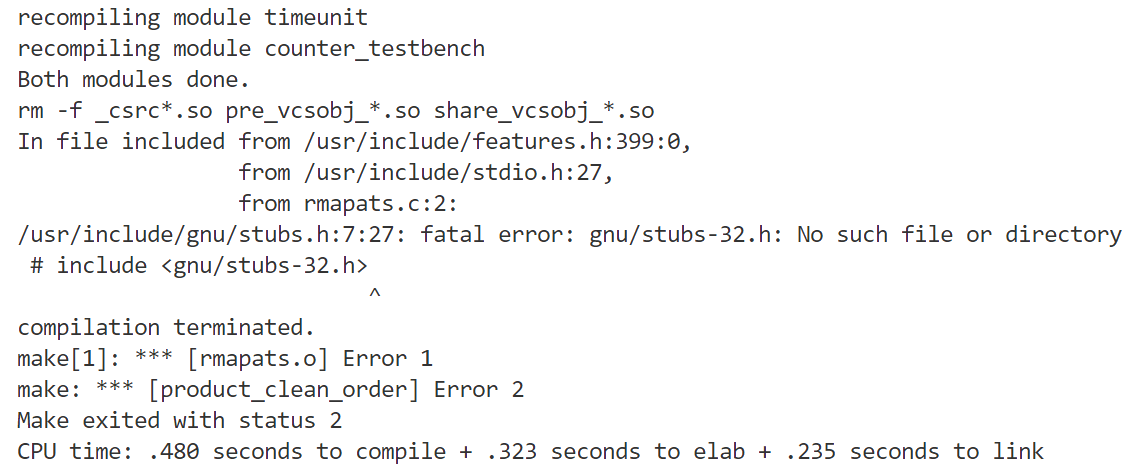 recompiling module timeunit
recompiling module counter_testbench
Both modules done.
rm -f _csrc*.so pre_vcsobj_*.so share_vcsobj_*.so
In file included from /usr/include/features.h:399:0,
                 from /usr/include/stdio.h:27,
                 from rmapats.c:2:
/usr/include/gnu/stubs.h:7:27: fatal error: gnu/stubs-32.h: No such file or directory
 # include <gnu/stubs-32.h>
                           ^
compilation terminated.
make[1]: *** [rmapats.o] Error 1
make: *** [product_clean_order] Error 2
Make exited with status 2
CPU time: .480 seconds to compile + .323 seconds to elab + .235 seconds to link